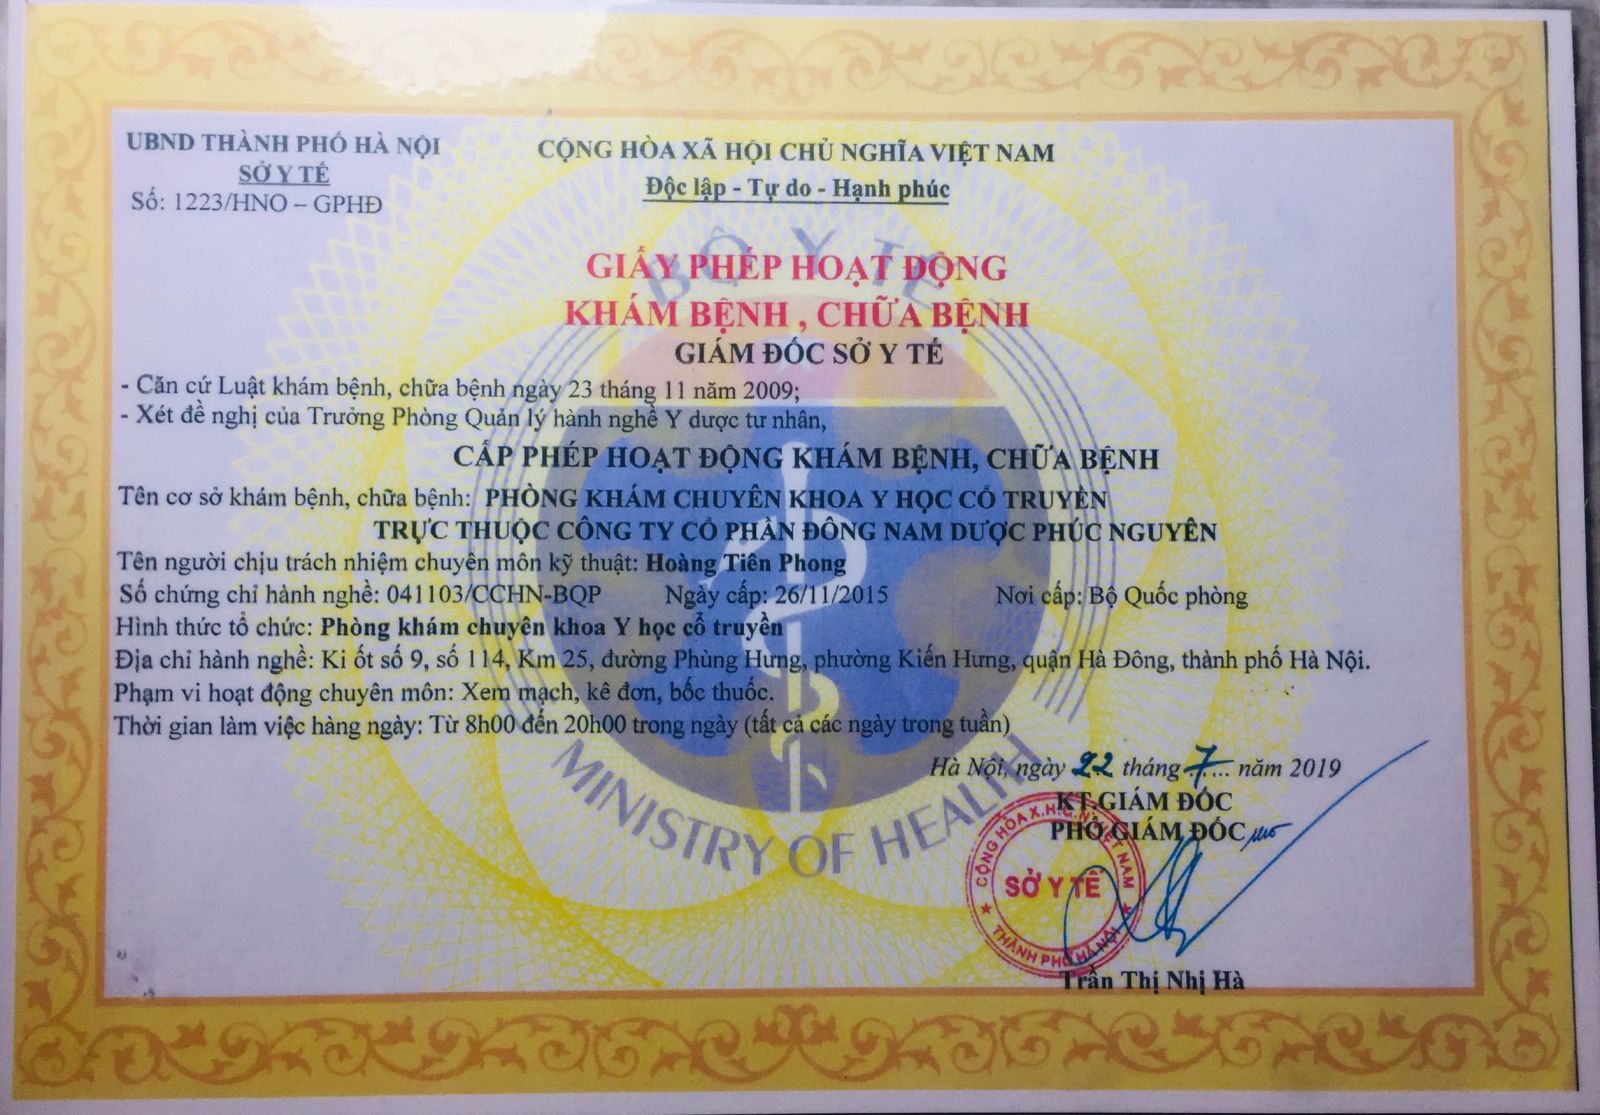 UBND THÀNH PHỐ HÀ NỘI
SỞ Y TẾ
Số: 1223/HNO – GPHĐ
CỘNG HÒA XÃ HỘI CHỦ NGHĨA VIỆT NAM
Độc lập - Tự do - Hạnh phúc
BỘ Y TẾ
GIẤY PHÉP HOẠT ĐỘNG
KHÁM BỆNH , CHỮA BỆNH
GIÁM ĐỐC SỞ Y TẾ
- Căn cứ Luật khám bệnh, chữa bệnh ngày 23 tháng 11 năm 2009;
- Xét đề nghị của Trưởng Phòng Quản lý hành nghề Y dược tư nhân,
CẤP PHÉP HOẠT ĐỘNG KHÁM BỆNH, CHỮA BỆNH
Tên cơ sở khám bệnh, chữa bệnh: PHÒNG KHÁM CHUYÊN KHOA Y HỌC CỔ TRUYỀN
TRỰC THUỘC CÔNG TY CỔ PHẦN ĐÔNG NAM DƯỢC PHÚC NGUYÊN
Tên người chịu trách nhiệm chuyên môn kỹ thuật: Hoàng Tiên Phong
Số chứng chỉ hành nghề: 041103/CCHN-BQP Ngày cấp: 26/11/2015 Nơi cấp: Bộ Quốc phòng
Hình thức tổ chức: Phòng khám chuyên khoa Y học cổ truyền
Địa chỉ hành nghề: Ki ốt số 9, số 114, Km 25, đường Phùng Hưng, phường Kiến Hưng, quận Hà Đông, thành phố Hà Nội.
Phạm vi hoạt động chuyên môn: Xem mạch, kê đơn, bốc thuốc.
Thời gian làm việc hàng ngày: Từ 8h00 đến 20h00 trong ngày (tất cả các ngày trong tuần)
MINISTRY OF HEALTH
Hà Nội, ngày 22 tháng 7 năm 2019
KT.GIÁM ĐỐC
PHÓ GIÁM ĐỐC
CỘNG HÒA X.H.C.N VIỆT NAM
SỞ Y TẾ
THÀNH PHỐ HÀ NỘI
Trần Thị Nhị Hà